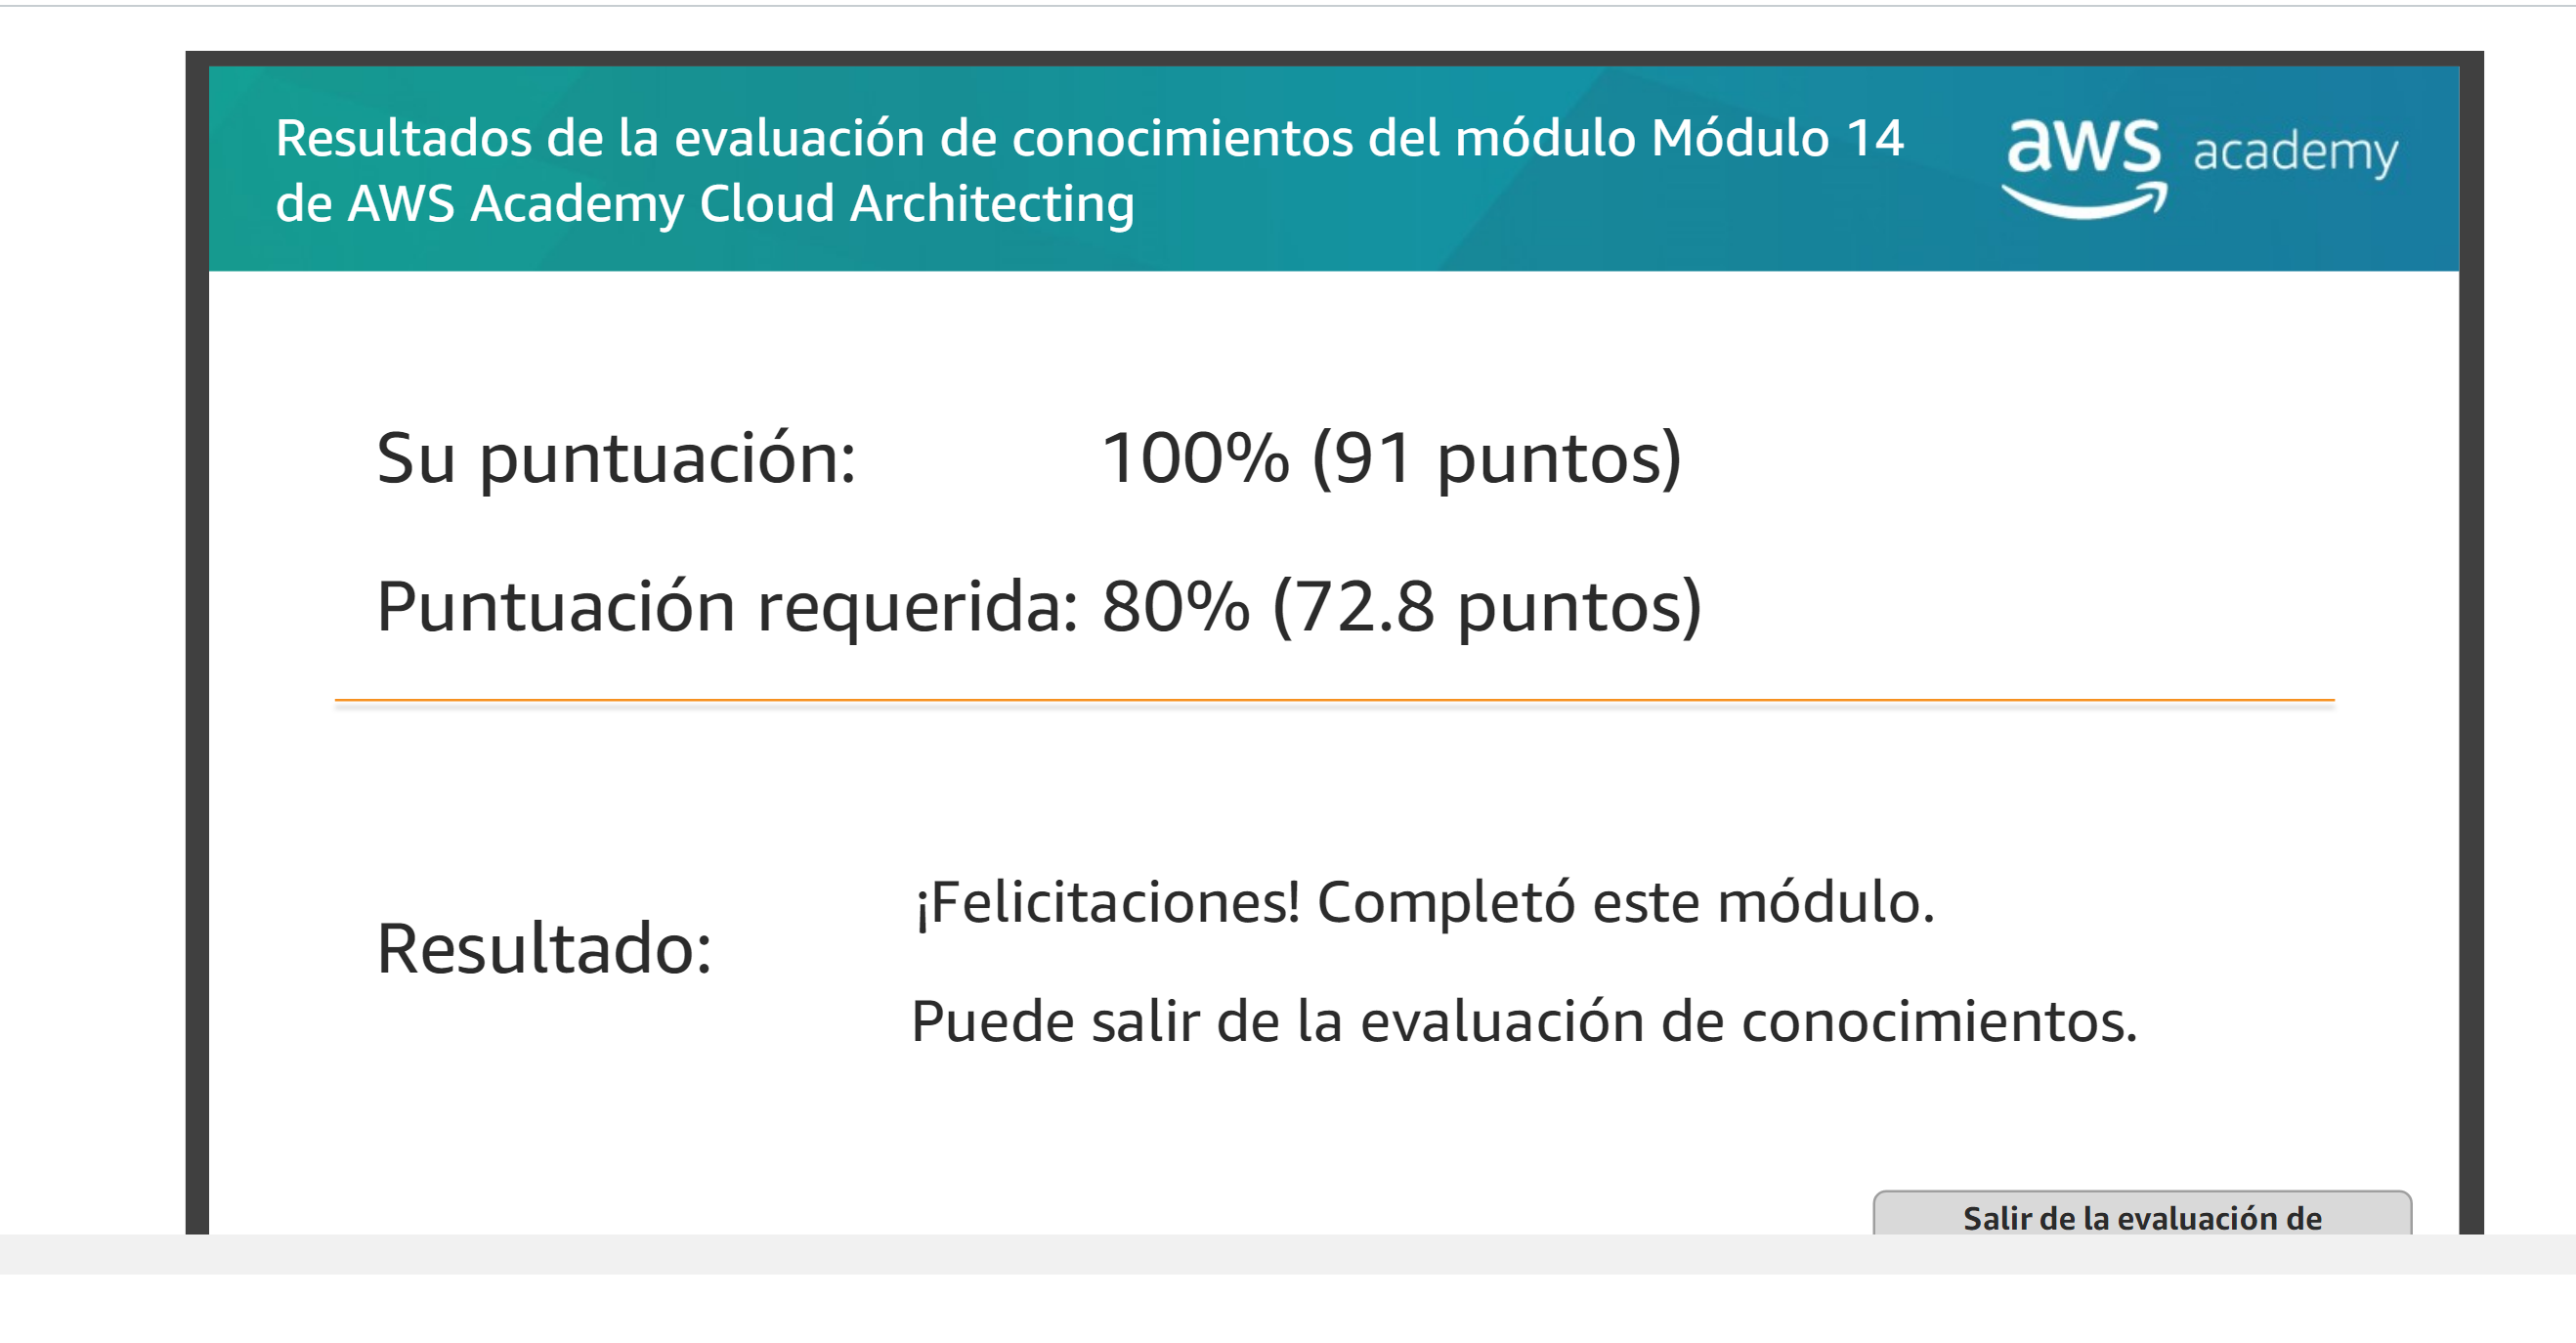 Resultados de la evaluación de conocimientos del módulo Módulo 14
de AWS Academy Cloud Architecting
aws academy
Su puntuación: 100% (91 puntos)
Puntuación requerida: 80% (72.8 puntos)
Resultado:
¡Felicitaciones! Completó este módulo.
Puede salir de la evaluación de conocimientos.
Salir de la evaluación de